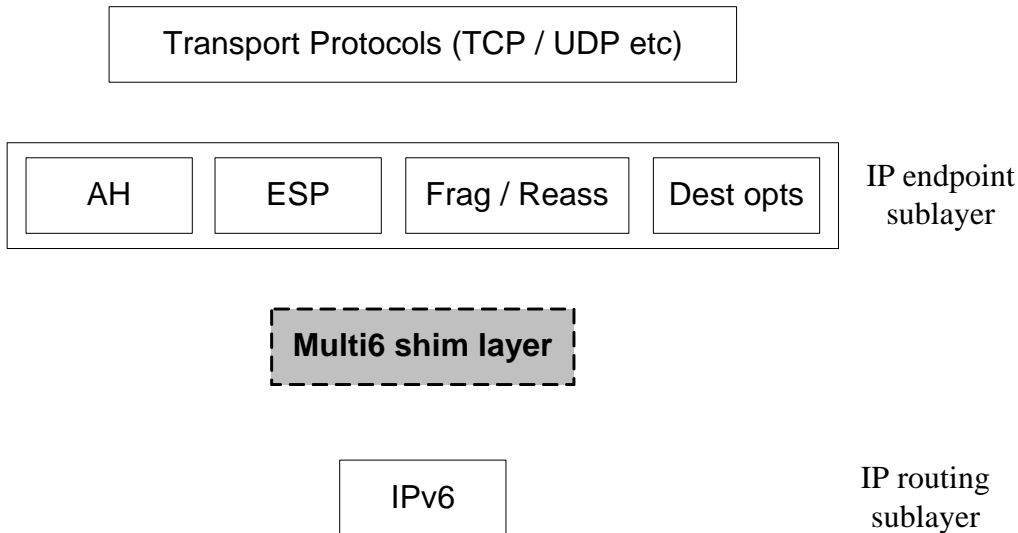 Transport Protocols (TCP / UDP etc)
AH
ESP
Frag / Reass
Dest opts
IP endpoint
sublayer
Multi6 shim layer
IPv6
IP routing
sublayer